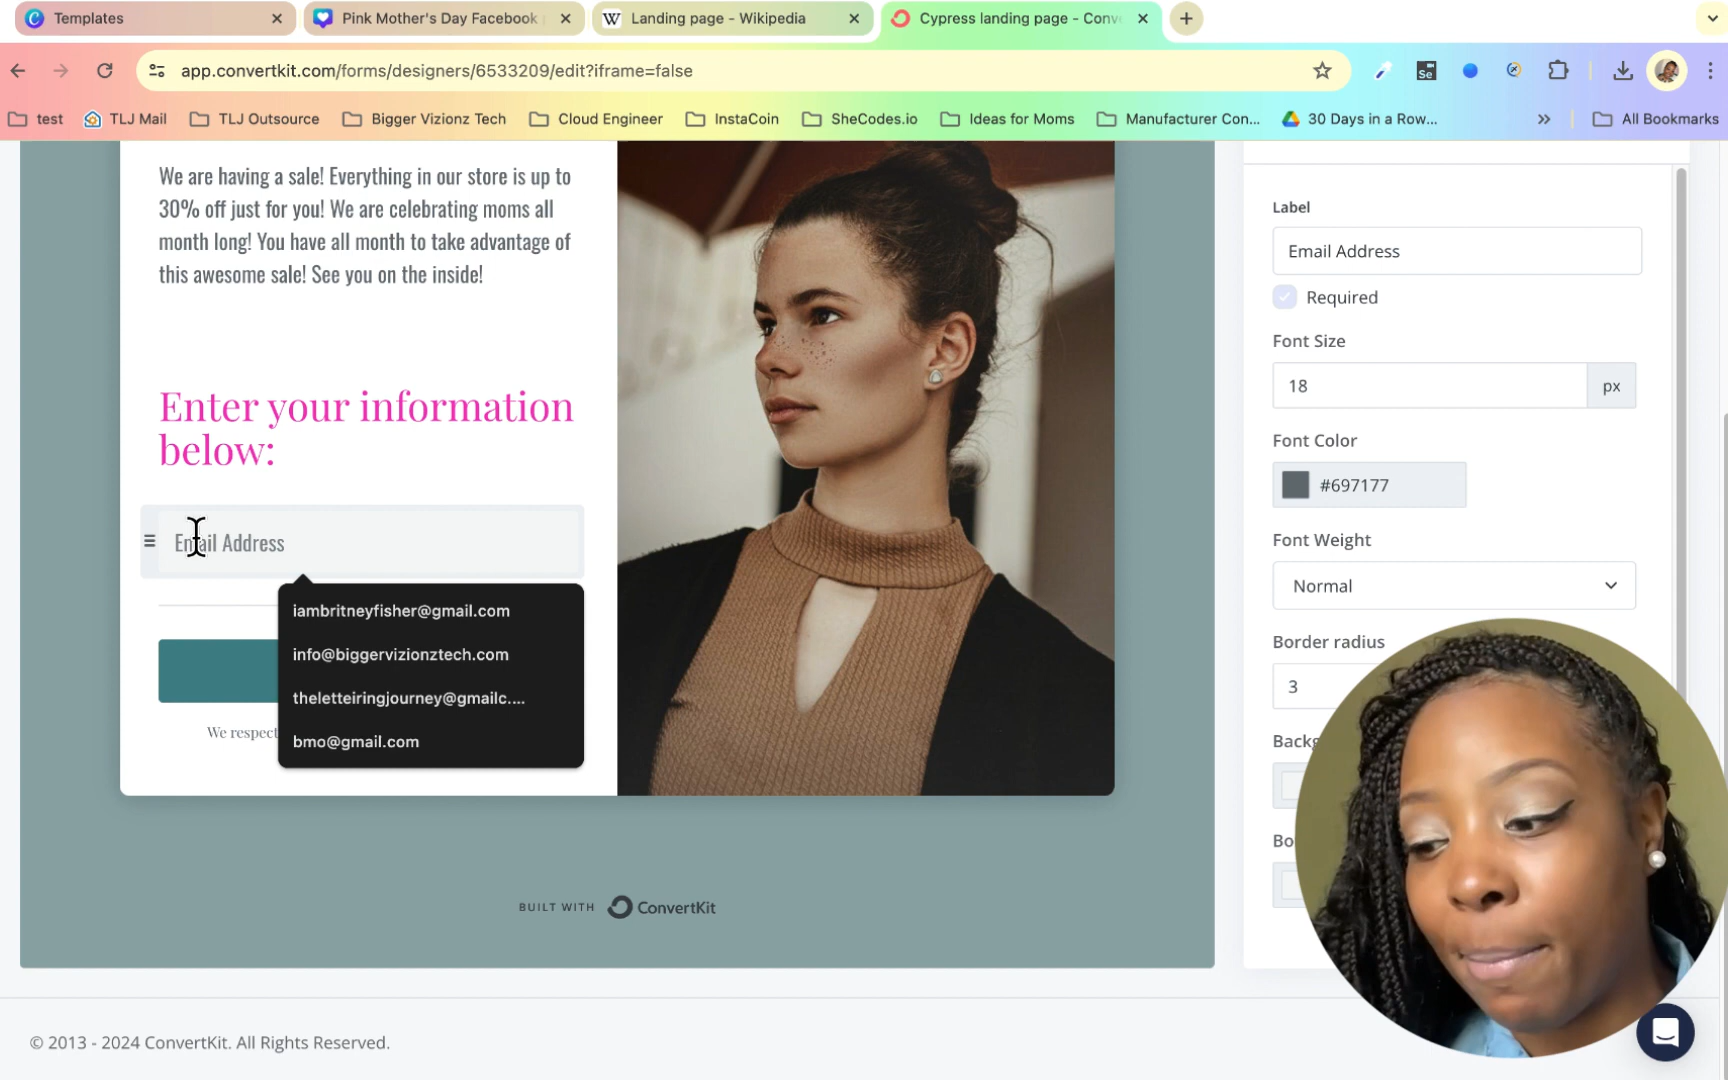 Templates
Pink Mother's Day Facebook
Landing page - Wikipedia
Cypress landing page - Conv
app.convertkit.com/forms/designers/6533209/edit?iframe=false
Se
test
TLJ Mail
TLJ Outsource
Bigger Vizionz Tech
Cloud Engineer
InstaCoin
SheCodes.io
Ideas for Moms
Manufacturer Con...
30 Days in a Row...
All Bookmarks
We are having a sale! Everything in our store is up to
30% off just for you! We are celebrating moms all
month long! You have all month to take advantage of
this awesome sale! See you on the inside!
Enter your information
below:
Email Address
iambritneyfisher@gmail.com
info@biggervizionztech.com
theletteiringjourney@gmailc....
bmo@gmail.com
We respect
BUILT WITH ConvertKit
Label
Email Address
Required
Font Size
18 px
Font Color
#697177
Font Weight
Normal
Border radius
3
Backg
Bo
© 2013 - 2024 ConvertKit. All Rights Reserved.